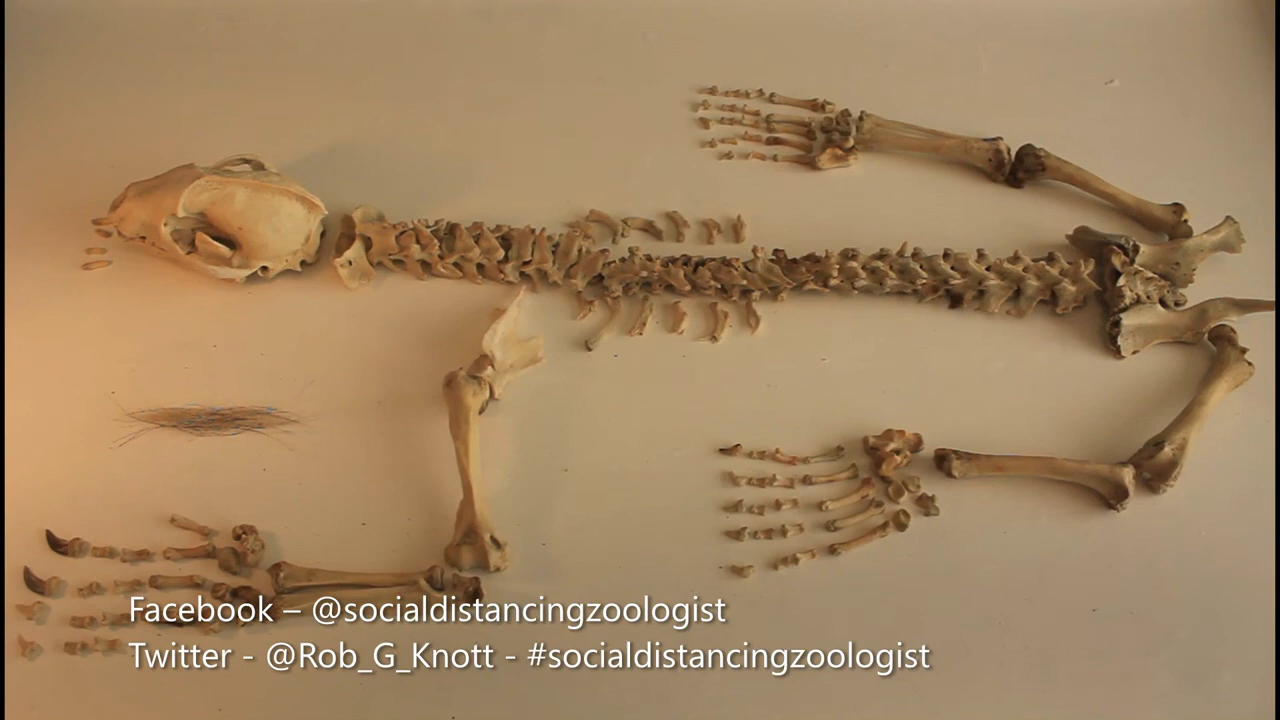 Facebook – @socialdistancingzoologist
Twitter - @Rob_G_Knott - #socialdistancingzoologist